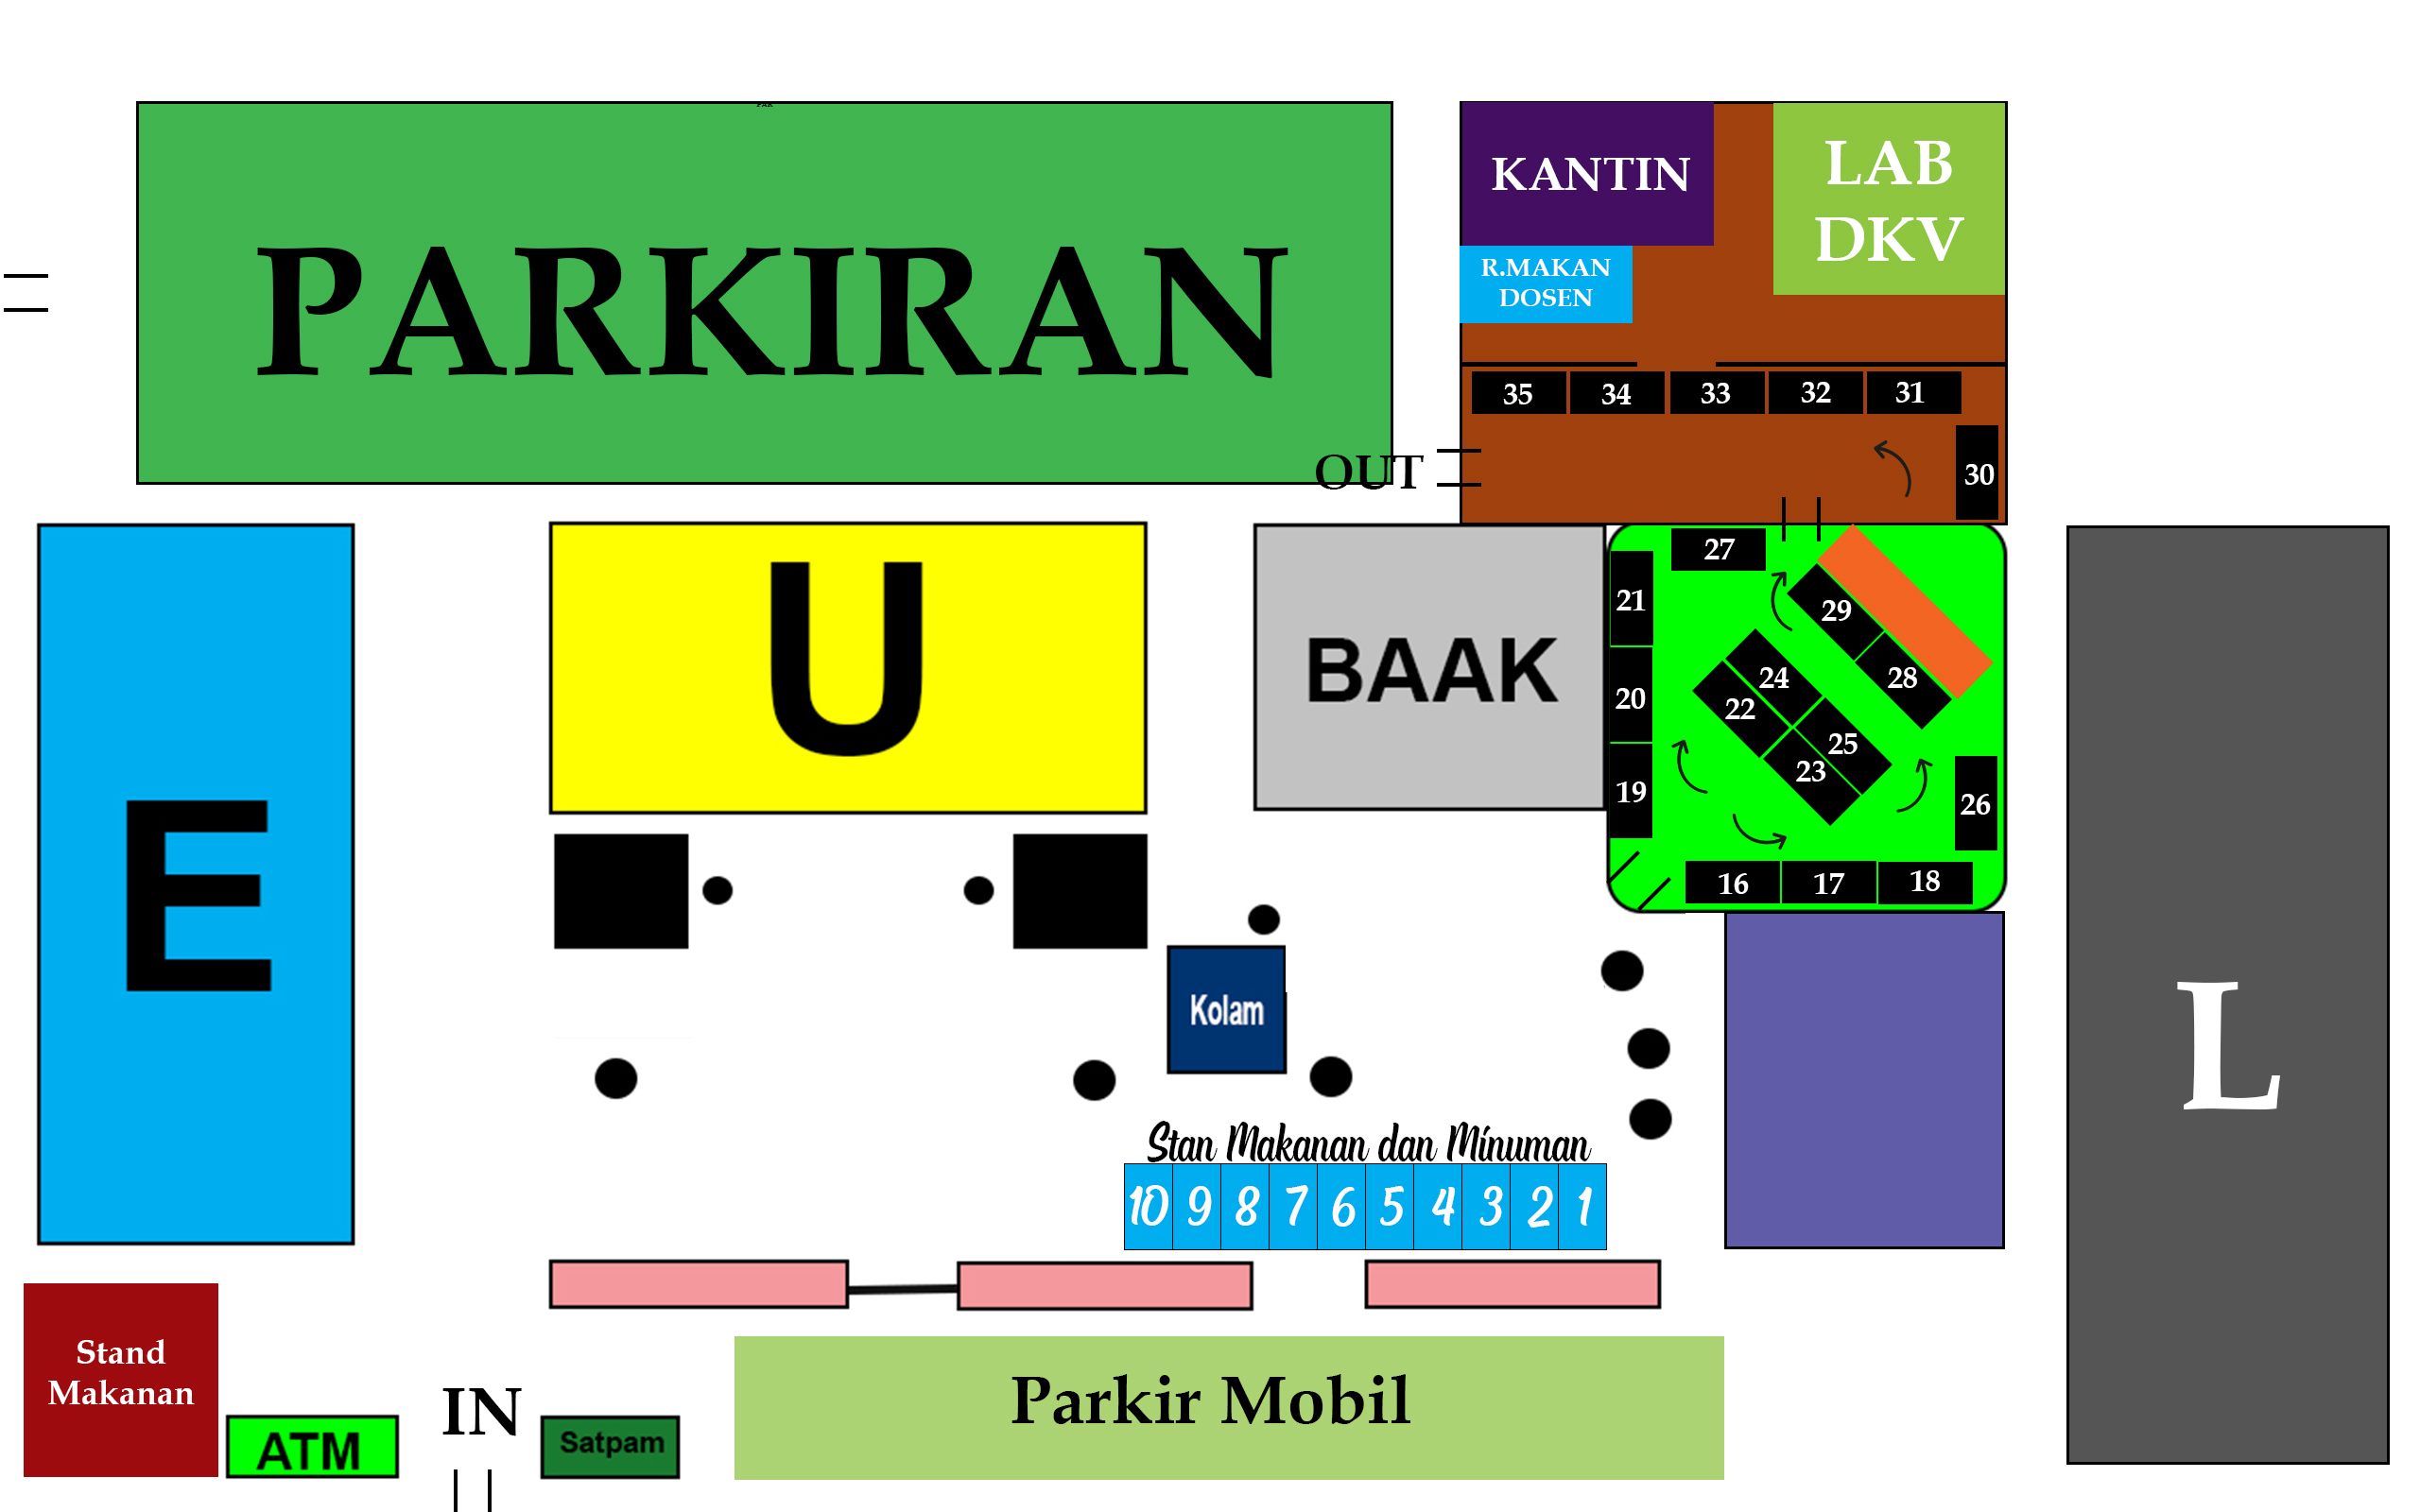 PAR
PARKIRAN
KANTIN
LAB
DKV
R.MAKAN
DOSEN
35 34 33 32 31
OUT
30
27
21
29
24
28
20
22
25
23
19
26
16 17 18
E
U
BAAK
Kolam
L
Stan Makanan dan Minuman
10 9 8 7 6 5 4 3 2 1
Stand
Makanan
ATM
IN
Satpam
Parkir Mobil